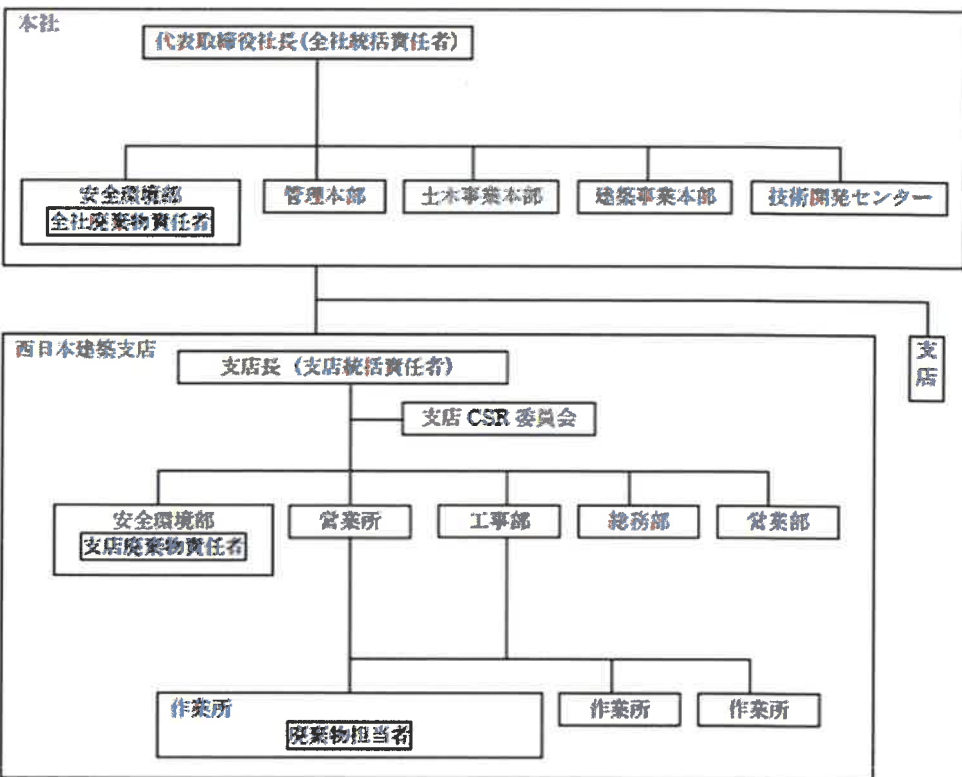 本社
代表取締役社長(全社統括責任者)
安全環境部
全社廃棄物責任者
管理本部
土木事業本部
建築事業本部
技術開発センター
西日本建築支店
支店長 (支店統括責任者)
支店
支店 CSR 委員会
安全環境部
支店廃棄物責任者
営業所
工事部
総務部
営業部
作業所
廃棄物担当者
作業所
作業所